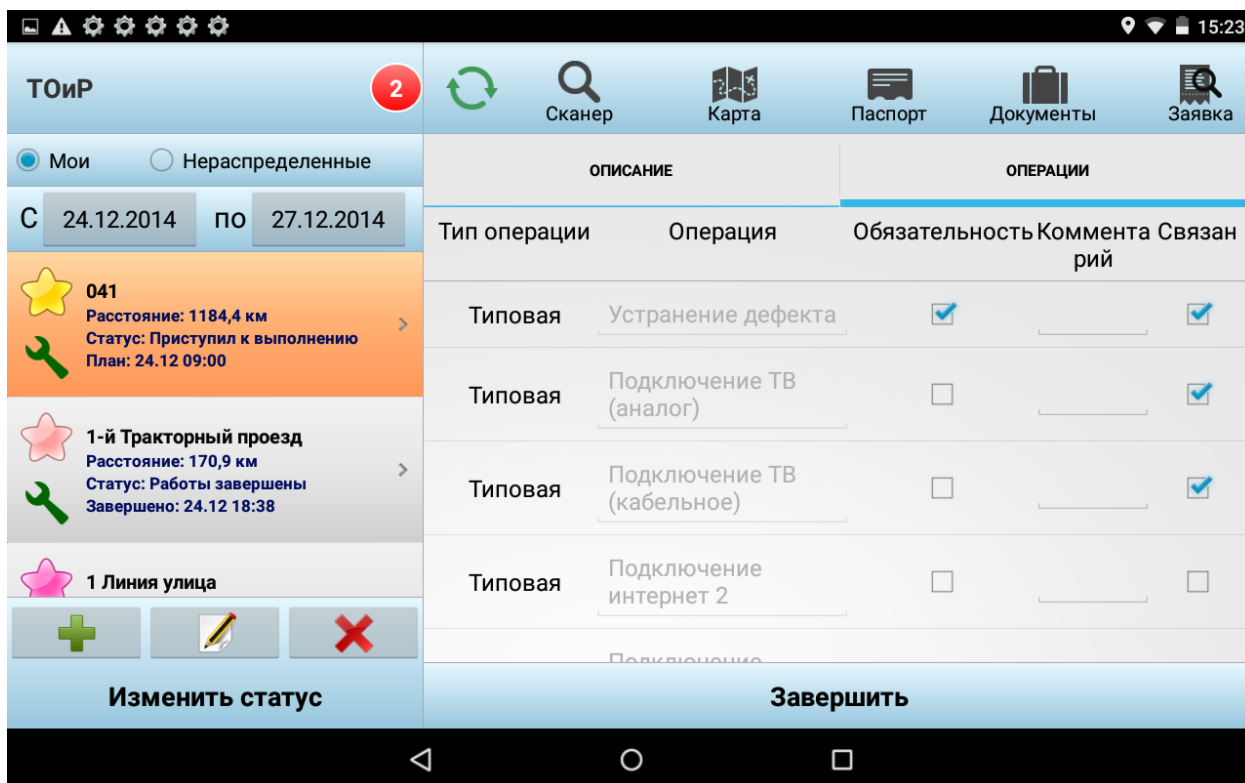 15:23
ТОиР
2
Сканер
Карта
Паспорт
Документы
Заявка
Мои
Нераспределенные
С 24.12.2014 по 27.12.2014
ОПИСАНИЕ
ОПЕРАЦИИ
Тип операции
Операция
Обязательность
Коммента
рий
Связан
041
Расстояние: 1184,4 км
Статус: Приступил к выполнению
План: 24.12 09:00
1-й Тракторный проезд
Расстояние: 170,9 км
Статус: Работы завершены
Завершено: 24.12 18:38
1 Линия улица
Типовая
Устранение дефекта
Типовая
Подключение ТВ
(аналог)
Типовая
Подключение ТВ
(кабельное)
Типовая
Подключение
интернет 2
Подключение
Изменить статус
Завершить